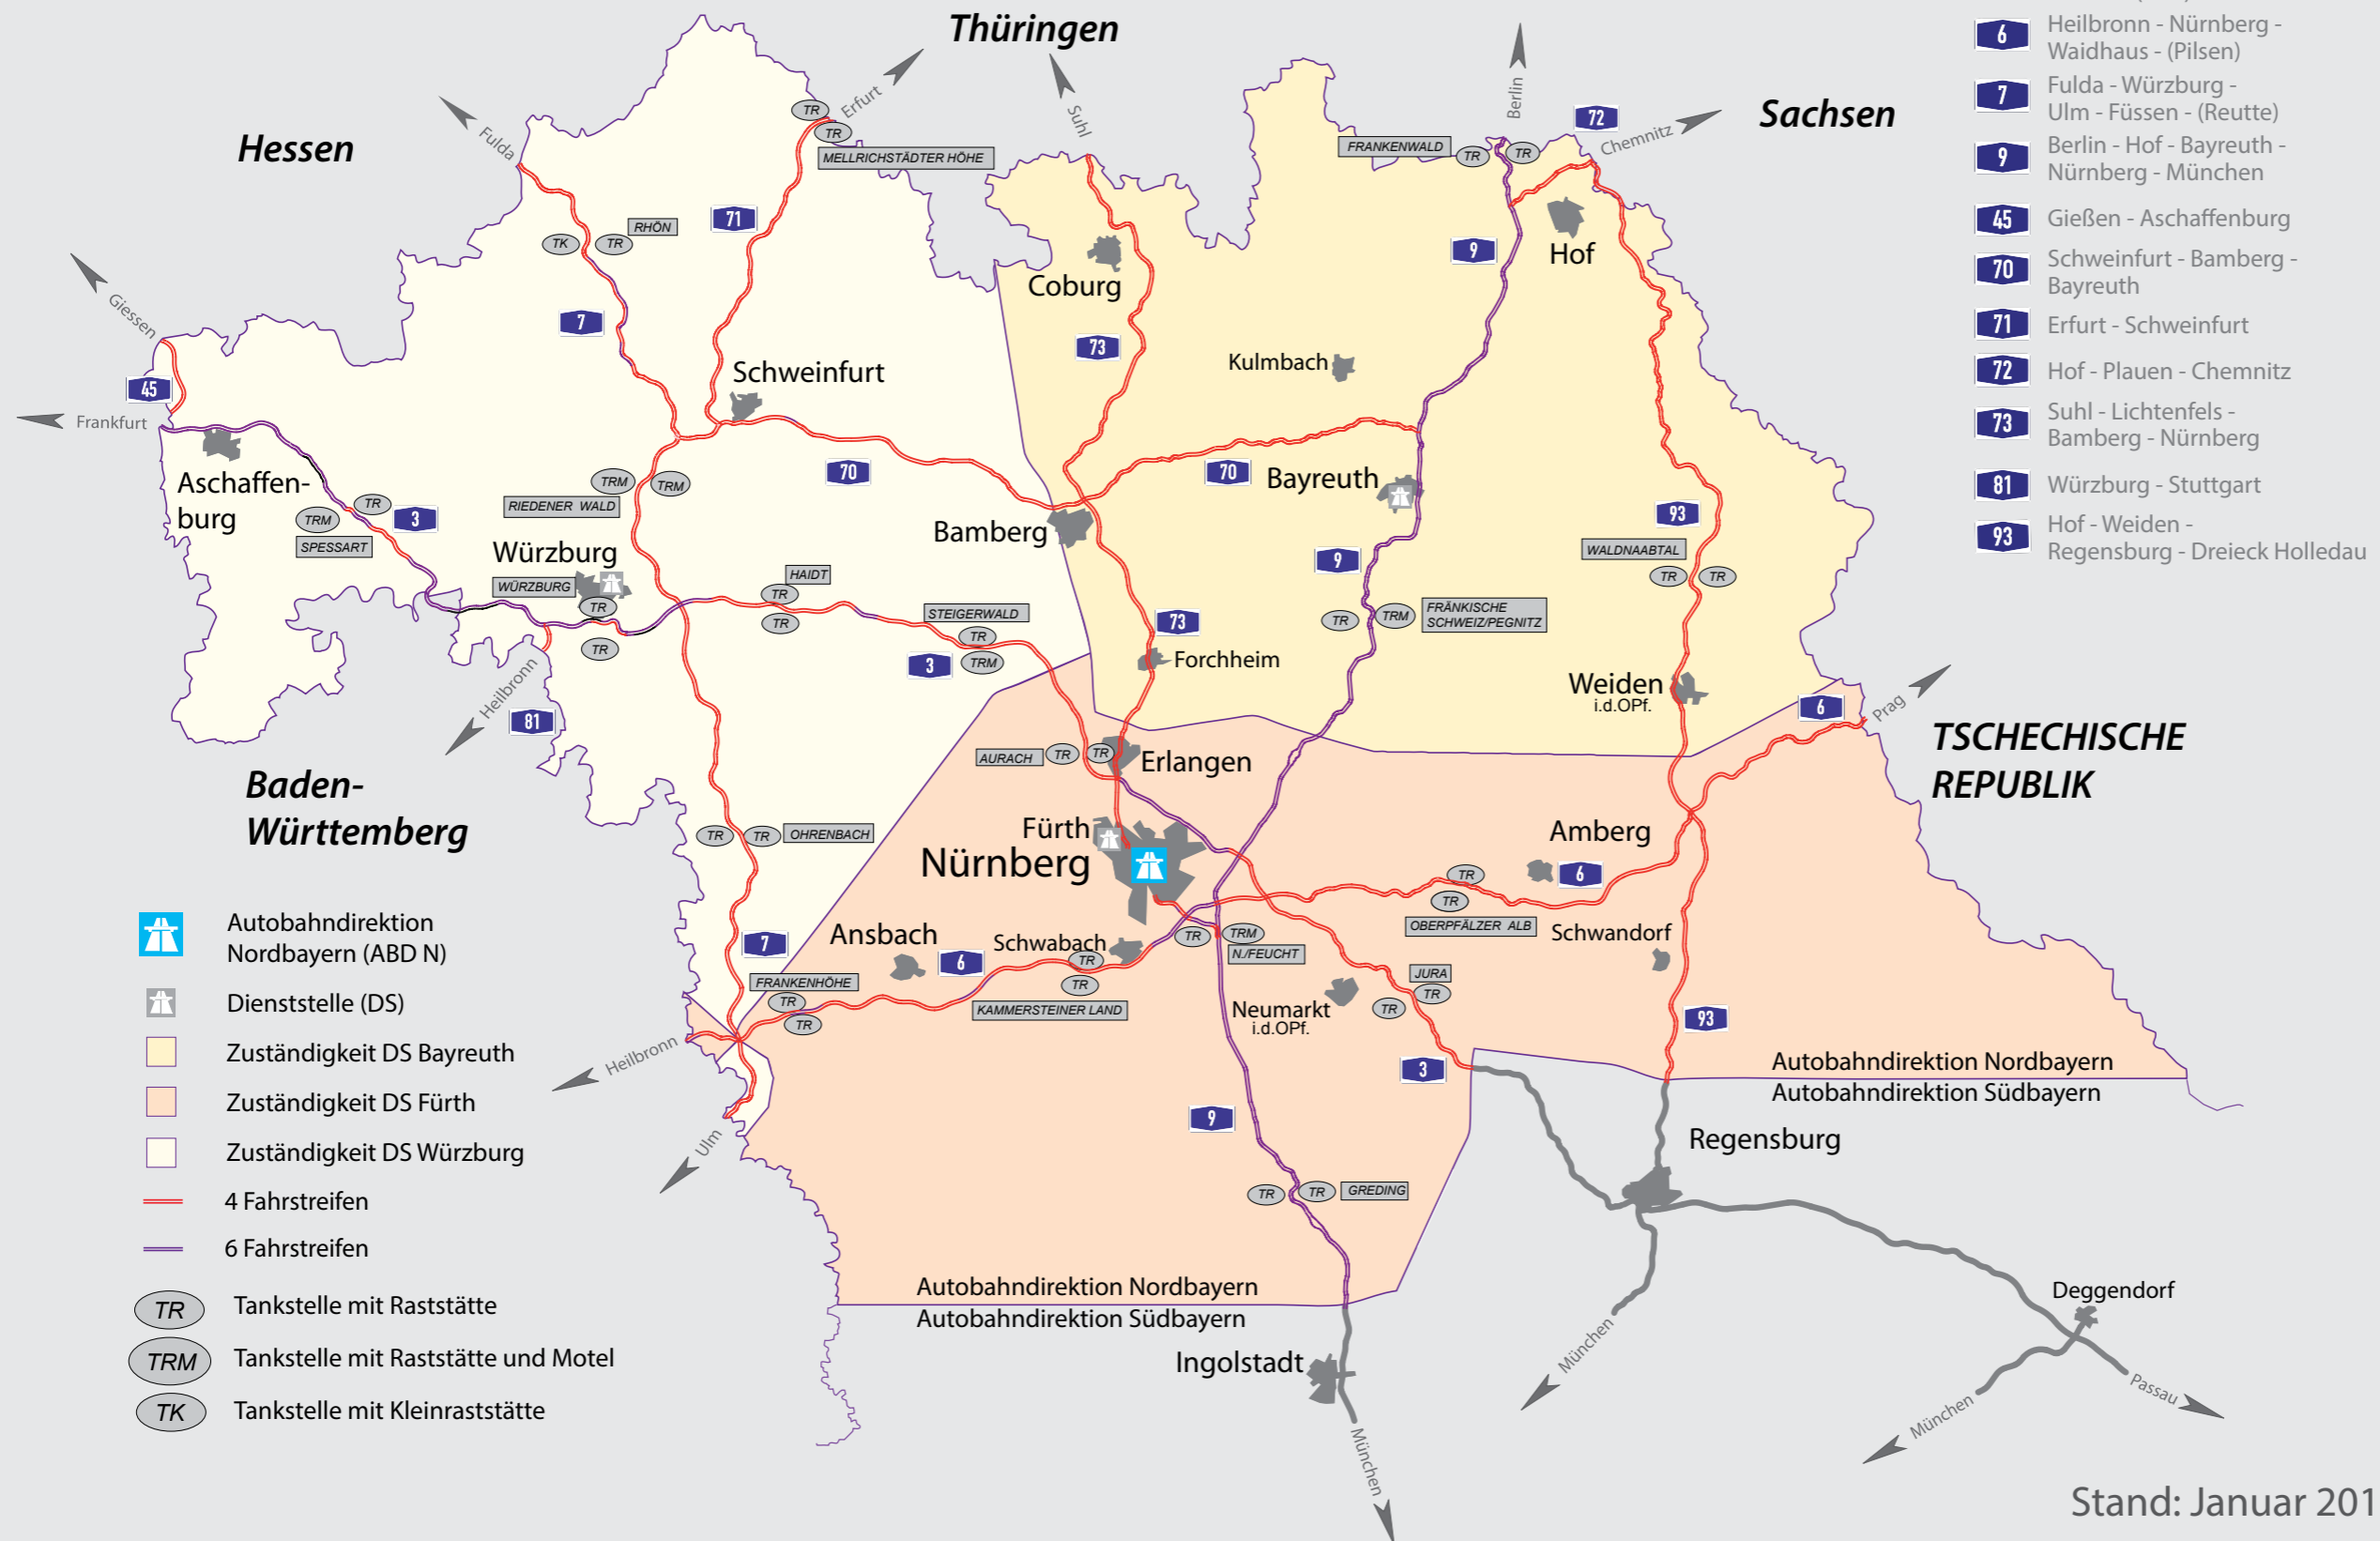 Thüringen
Hessen
Sachsen
Baden-
Württemberg
TSCHECHISCHE
REPUBLIK
Fulda
Erfurt
Suhl
Berlin
Chemnitz
Giessen
Frankfurt
Heilbronn
Heilbronn
Ulm
Prag
München
München
München
Passau
6
Heilbronn - Nürnberg -
Waidhaus - (Pilsen)
7
Fulda - Würzburg -
Ulm - Füssen - (Reutte)
9
Berlin - Hof - Bayreuth -
Nürnberg - München
45
Gießen - Aschaffenburg
70
Schweinfurt - Bamberg -
Bayreuth
71
Erfurt - Schweinfurt
72
Hof - Plauen - Chemnitz
73
Suhl - Lichtenfels -
Bamberg - Nürnberg
81
Würzburg - Stuttgart
93
Hof - Weiden -
Regensburg - Dreieck Holledau
TR
TR
MELLRICHSTÄDTER HÖHE
FRANKENWALD
TR
TR
72
TK
TR
RHÖN
71
7
9
Hof
Coburg
73
Kulmbach
45
Schweinfurt
Aschaffen-
burg
TR
TRM
3
SPESSART
TRM
TRM
RIEDENER WALD
70
70
Bayreuth
Bamberg
93
WALDNAABTAL
TR
TR
Würzburg
WÜRZBURG
TR
TR
HAIDT
TR
TR
STEIGERWALD
TR
TRM
3
9
TR
TRM
FRÄNKISCHE
SCHWEIZ/PEGNITZ
73
Forchheim
Weiden
i.d.OPf.
6
81
AURACH
TR
TR
Erlangen
Fürth
Nürnberg
TR
TR
OHRENBACH
Amberg
6
TR
TR
OBERPFÄLZER ALB
Schwandorf
7
Ansbach
6
Schwabach
TR
TR
KAMMERSTEINER LAND
TR
TRM
N./FEUCHT
FRANKENHÖHE
TR
TR
JURA
TR
TR
Neumarkt
i.d.OPf.
93
3
9
Autobahndirektion Nordbayern
Autobahndirektion Südbayern
Regensburg
TR
TR
GREDING
Autobahndirektion Nordbayern
Autobahndirektion Südbayern
Ingolstadt
Deggendorf
Autobahndirektion
Nordbayern (ABD N)
Dienststelle (DS)
Zuständigkeit DS Bayreuth
Zuständigkeit DS Fürth
Zuständigkeit DS Würzburg
4 Fahrstreifen
6 Fahrstreifen
TR
Tankstelle mit Raststätte
TRM
Tankstelle mit Raststätte und Motel
TK
Tankstelle mit Kleinraststätte
Stand: Januar 201